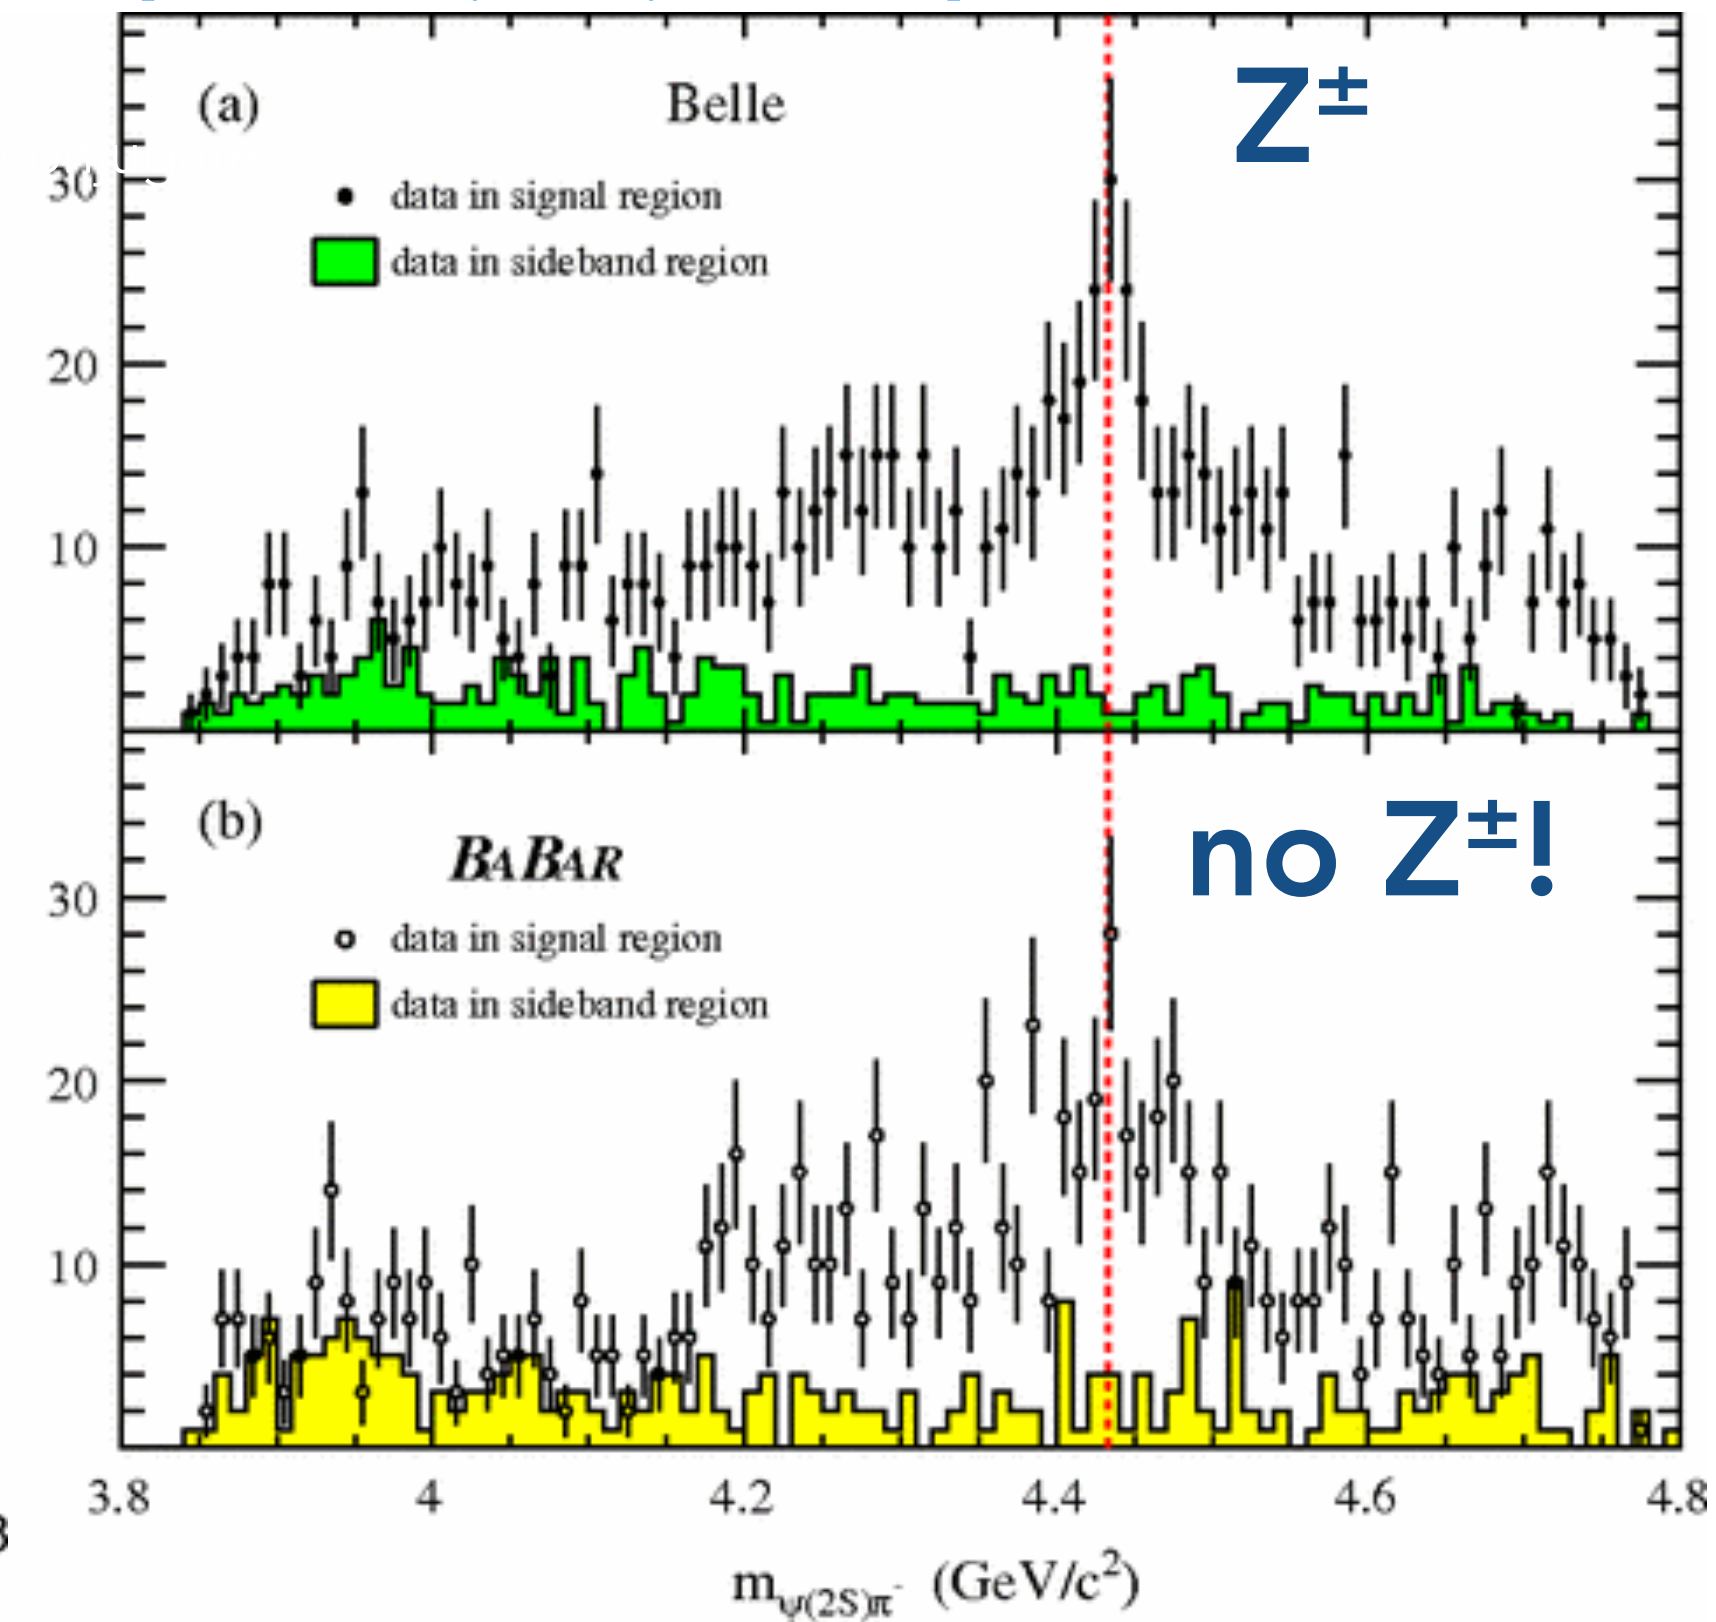 (a) Belle Z±
30
data in signal region
data in sideband region
20
10
(b) BABAR no Z±!
30
data in signal region
data in sideband region
20
10
3.8 4 4.2 4.4 4.6 4.8
mψ(2S)π- (GeV/c2)